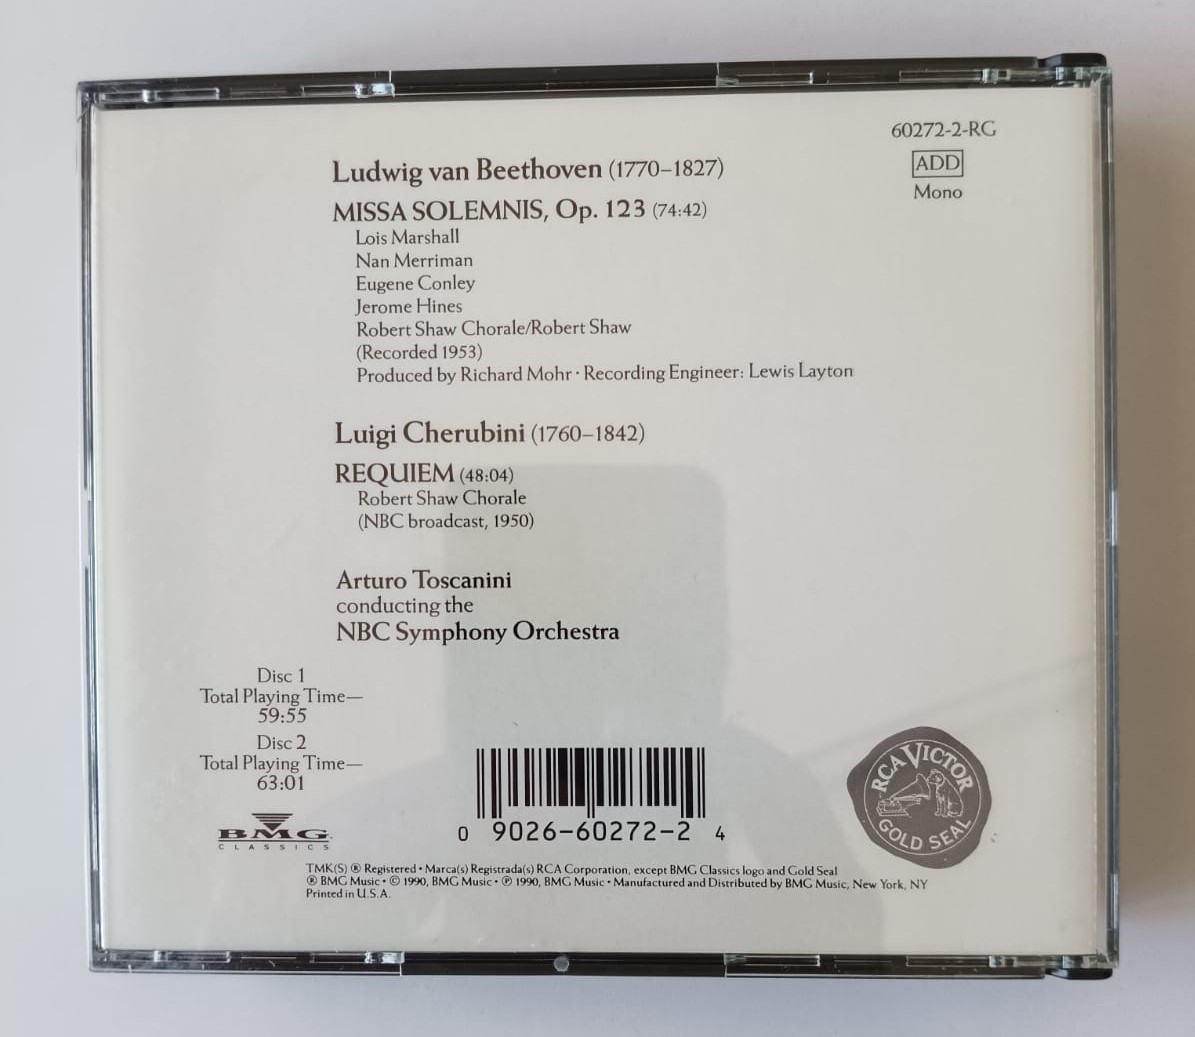 60272-2-RG
ADD
Mono
Ludwig van Beethoven (1770–1827)
MISSA SOLEMNIS, Op. 123 (74:42)
Lois Marshall
Nan Merriman
Eugene Conley
Jerome Hines
Robert Shaw Chorale/Robert Shaw
(Recorded 1953)
Produced by Richard Mohr · Recording Engineer: Lewis Layton
Luigi Cherubini (1760–1842)
REQUIEM (48:04)
Robert Shaw Chorale
(NBC broadcast, 1950)
Arturo Toscanini
conducting the
NBC Symphony Orchestra
Disc 1
Total Playing Time—
59:55
Disc 2
Total Playing Time—
63:01
BMG
CLASSICS
0 9026-60272-2 4
RCA VICTOR
GOLD SEAL
TMK(S) ® Registered • Marca(s) Registrada(s) RCA Corporation, except BMG Classics logo and Gold Seal
® BMG Music • © 1990, BMG Music • ℗ 1990, BMG Music • Manufactured and Distributed by BMG Music, New York, NY
Printed in U.S.A.